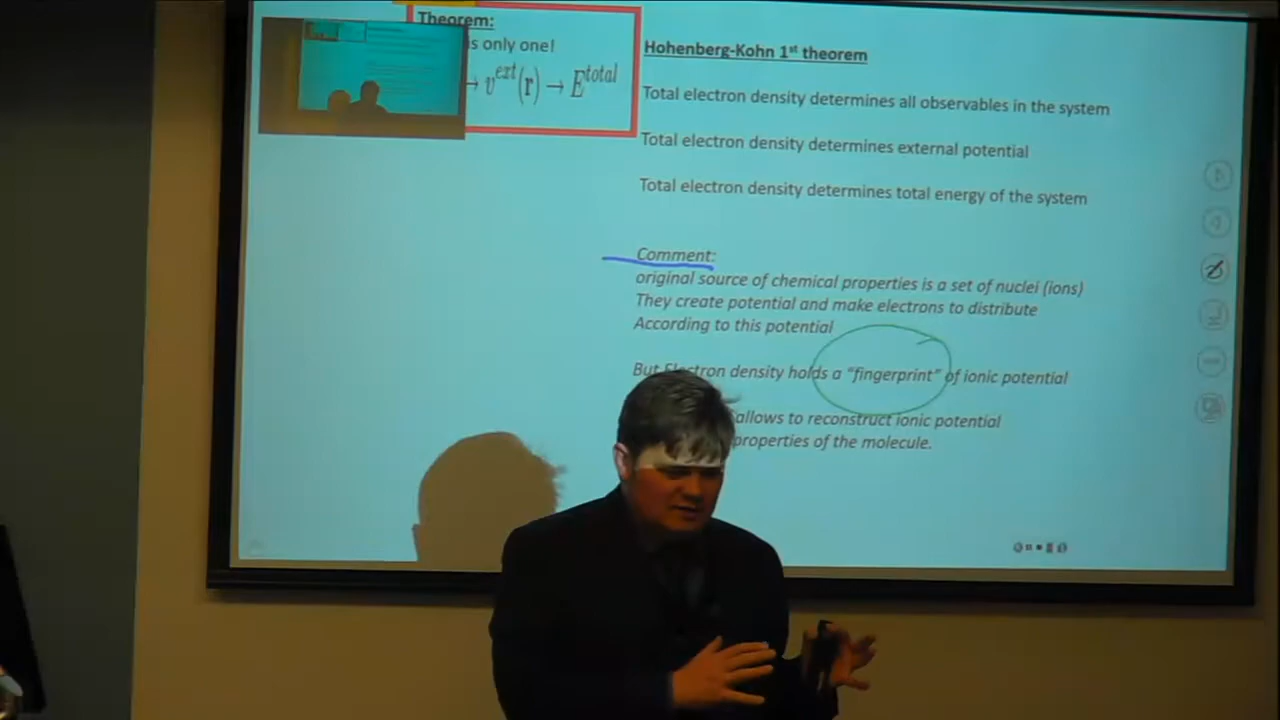 Theorem:
is only one!
→ v^ext(r) → E^total
Hohenberg-Kohn 1st theorem
Total electron density determines all observables in the system
Total electron density determines external potential
Total electron density determines total energy of the system
Comment:
original source of chemical properties is a set of nuclei (ions)
They create potential and make electrons to distribute
According to this potential
But Electron density holds a “fingerprint” of ionic potential
allows to reconstruct ionic potential
properties of the molecule.